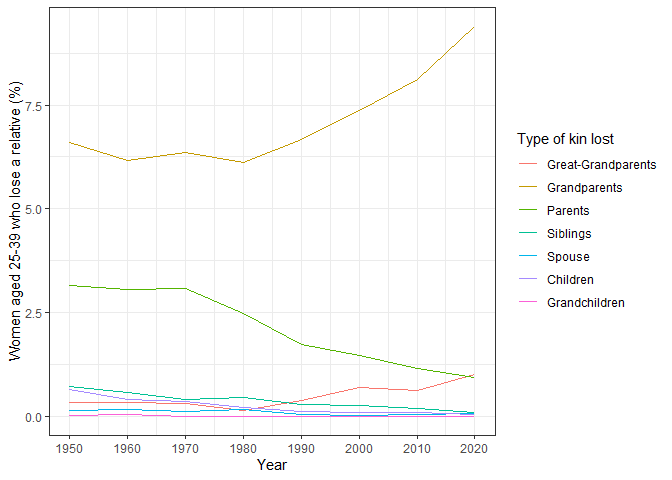 Women aged 25-39 who lose a relative (%)
7.5
5.0
2.5
0.0
1950 1960 1970 1980 1990 2000 2010 2020
Year
Type of kin lost
Great-Grandparents
Grandparents
Parents
Siblings
Spouse
Children
Grandchildren